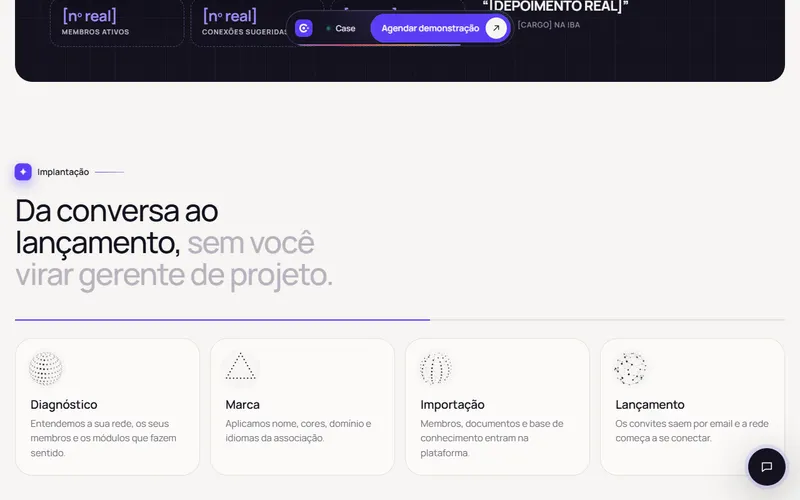 [nº real]
MEMBROS ATIVOS
[nº real]
CONEXÕES SUGERIDAS
“[DEPOIMENTO REAL]”
[CARGO] NA IBA
Case
Agendar demonstração
Implantação
Da conversa ao
lançamento, sem você
virar gerente de projeto.
Diagnóstico
Entendemos a sua rede, os seus
membros e os módulos que fazem
sentido.
Marca
Aplicamos nome, cores, domínio e
idiomas da associação.
Importação
Membros, documentos e base de
conhecimento entram na
plataforma.
Lançamento
Os convites saem por email e a rede
começa a se conectar.